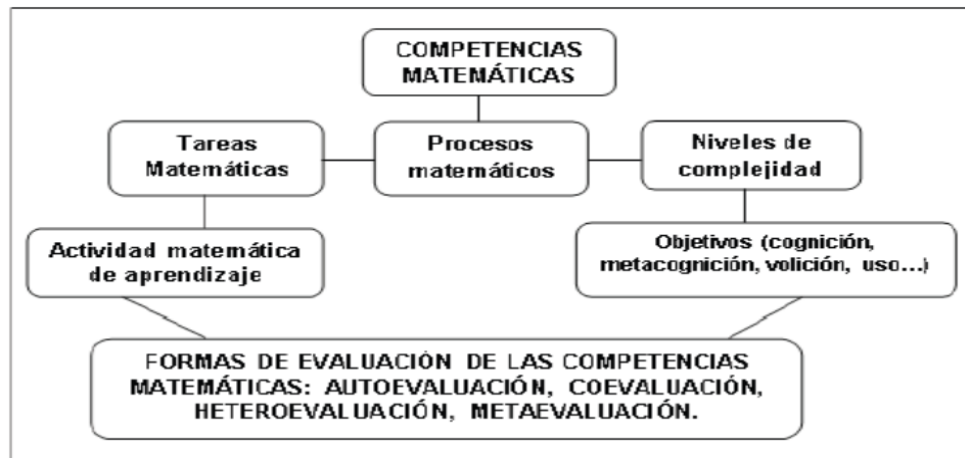 COMPETENCIAS
MATEMÁTICAS
Tareas
Matemáticas
Procesos
matemáticos
Niveles de
complejidad
Actividad matemática
de aprendizaje
Objetivos (cognición,
metacognición, volición, uso...)
FORMAS DE EVALUACIÓN DE LAS COMPETENCIAS
MATEMÁTICAS: AUTOEVALUACIÓN, COEVALUACIÓN,
HETEROEVALUACIÓN, METAEVALUACIÓN.